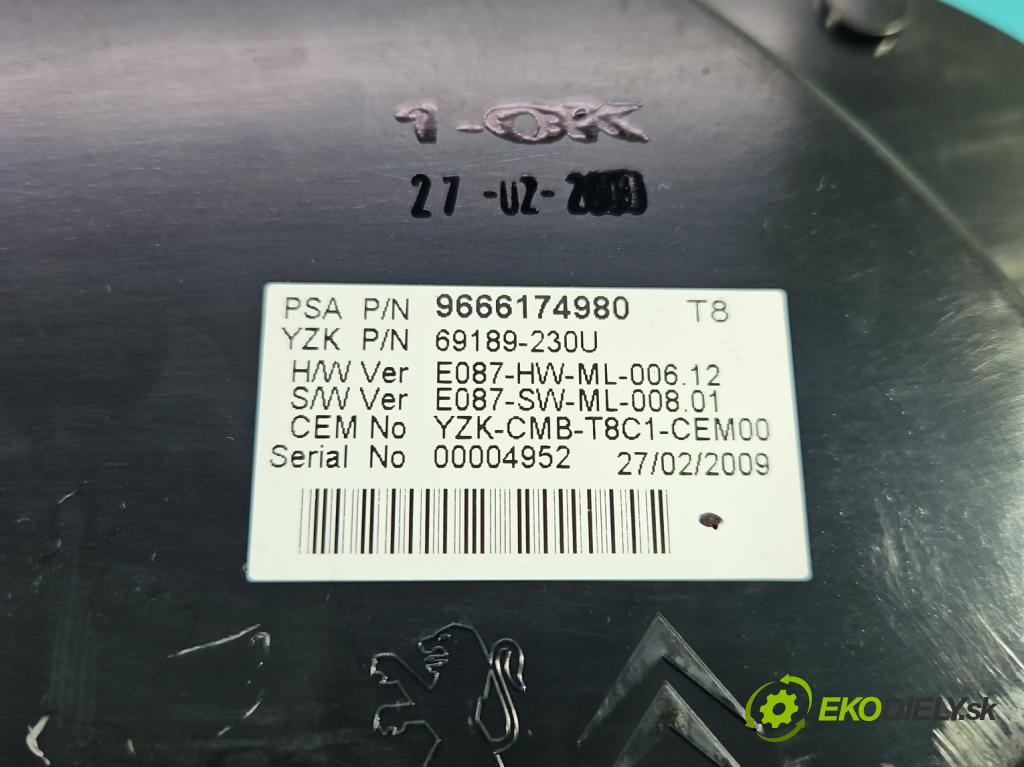 1-OK
27-02-2009
PSA P/N 9666174980 T8
YZK P/N 69189-230U
H/W Ver E087-HW-ML-006.12
S/W Ver E087-SW-ML-008.01
CEM No YZK-CMB-T8C1-CEM00
Serial No 00004952 27/02/2009
EKODIELY.sk